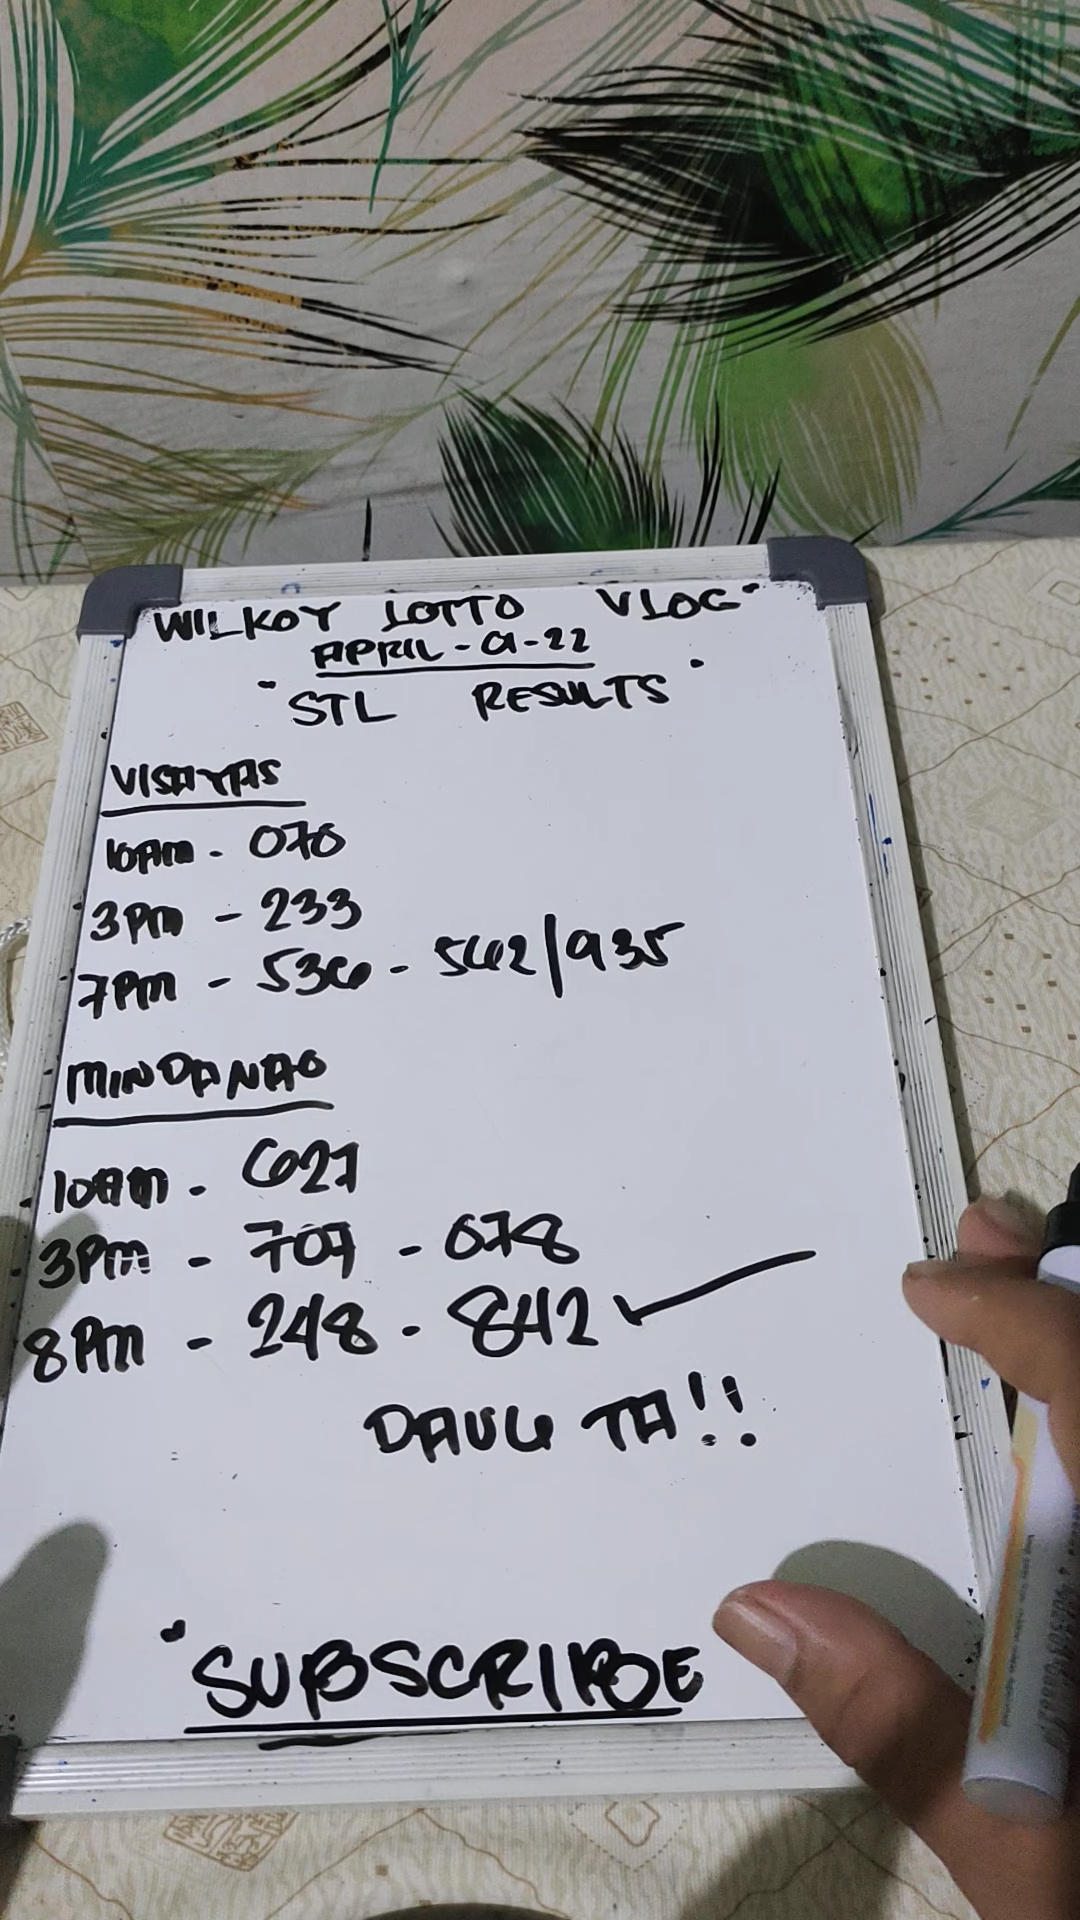 WILKOY LOTTO VLOG"
APRIL-9-22
"STL RESULTS"
VISAYAS
10AM - 070
3PM - 233
7PM - 536 - 562/935
MINDANAO
10AM - 627
3PM - 707 - 078
8PM - 248 - 842 ✓
DAUG TA!!
"SUBSCRIBE